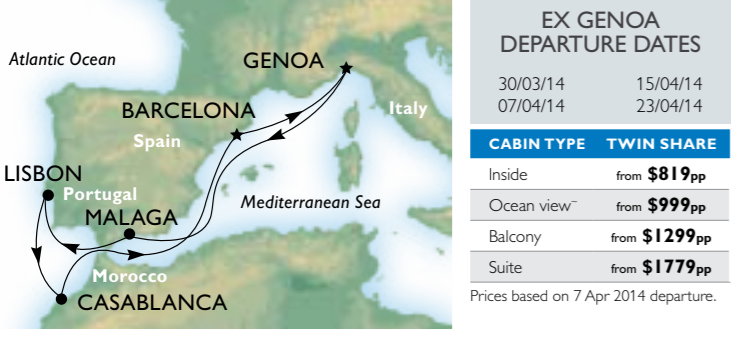 Atlantic Ocean
GENOA
BARCELONA
Italy
Spain
LISBON
Portugal
Mediterranean Sea
MALAGA
Morocco
CASABLANCA
EX GENOA
DEPARTURE DATES
30/03/14 15/04/14
07/04/14 23/04/14
CABIN TYPE TWIN SHARE
Inside from $819pp
Ocean view~ from $999pp
Balcony from $1299pp
Suite from $1779pp
Prices based on 7 Apr 2014 departure.